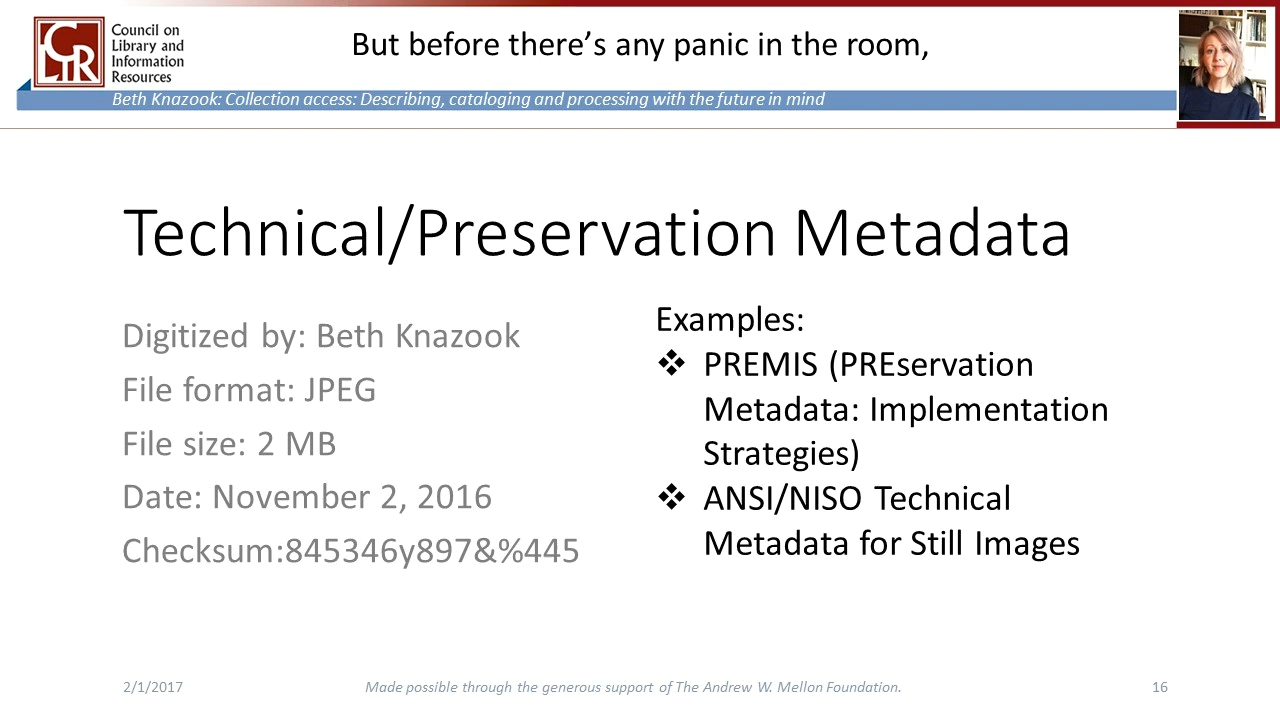 CLIR
Council on
Library and
Information
Resources
But before there's any panic in the room,
Beth Knazook: Collection access: Describing, cataloging and processing with the future in mind
Technical/Preservation Metadata
Digitized by: Beth Knazook
File format: JPEG
File size: 2 MB
Date: November 2, 2016
Checksum:845346y897&%445
Examples:
❖ PREMIS (PREservation
Metadata: Implementation
Strategies)
❖ ANSI/NISO Technical
Metadata for Still Images
2/1/2017
Made possible through the generous support of The Andrew W. Mellon Foundation.
16